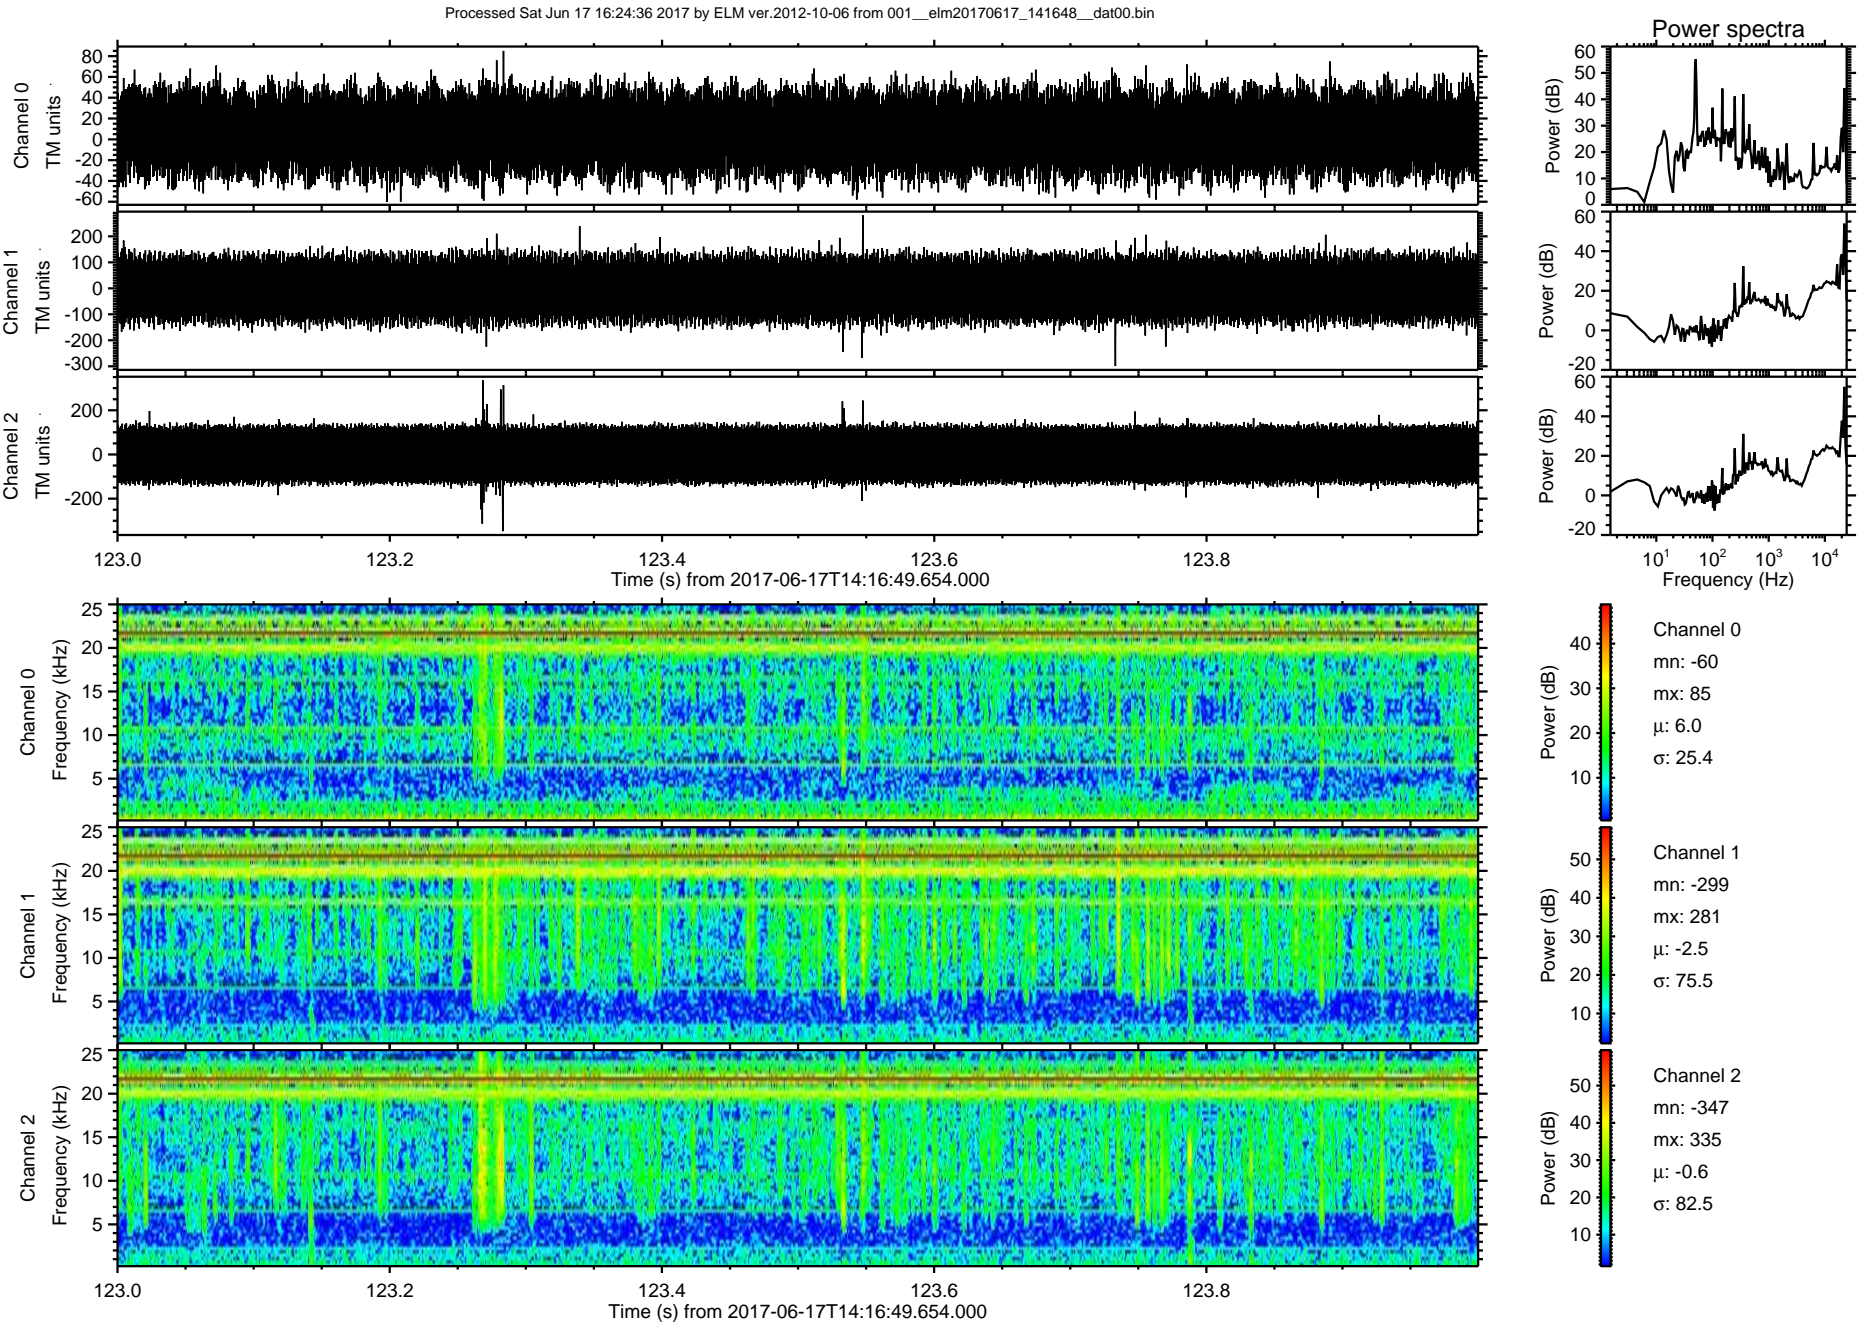 Processed Sat Jun 17 16:24:36 2017 by ELM ver.2012-10-06 from 001__elm20170617_141648__dat00.bin
Power spectra
Channel 0
TM units
80
60
40
20
0
-20
-40
-60
Power (dB)
60
50
40
30
20
10
0
Channel 1
TM units
200
100
0
-100
-200
-300
Power (dB)
60
40
20
0
-20
Channel 2
TM units
200
0
-200
Power (dB)
60
40
20
0
-20
123.0 123.2 123.4 123.6 123.8
Time (s) from 2017-06-17T14:16:49.654.000
10¹ 10² 10³ 10⁴
Frequency (Hz)
Channel 0
Frequency (kHz)
25
20
15
10
5
Power (dB)
40
30
20
10
Channel 0
mn: -60
mx: 85
μ: 6.0
σ: 25.4
Channel 1
Frequency (kHz)
25
20
15
10
5
Power (dB)
50
40
30
20
10
Channel 1
mn: -299
mx: 281
μ: -2.5
σ: 75.5
Channel 2
Frequency (kHz)
25
20
15
10
5
Power (dB)
50
40
30
20
10
Channel 2
mn: -347
mx: 335
μ: -0.6
σ: 82.5
123.0 123.2 123.4 123.6 123.8
Time (s) from 2017-06-17T14:16:49.654.000